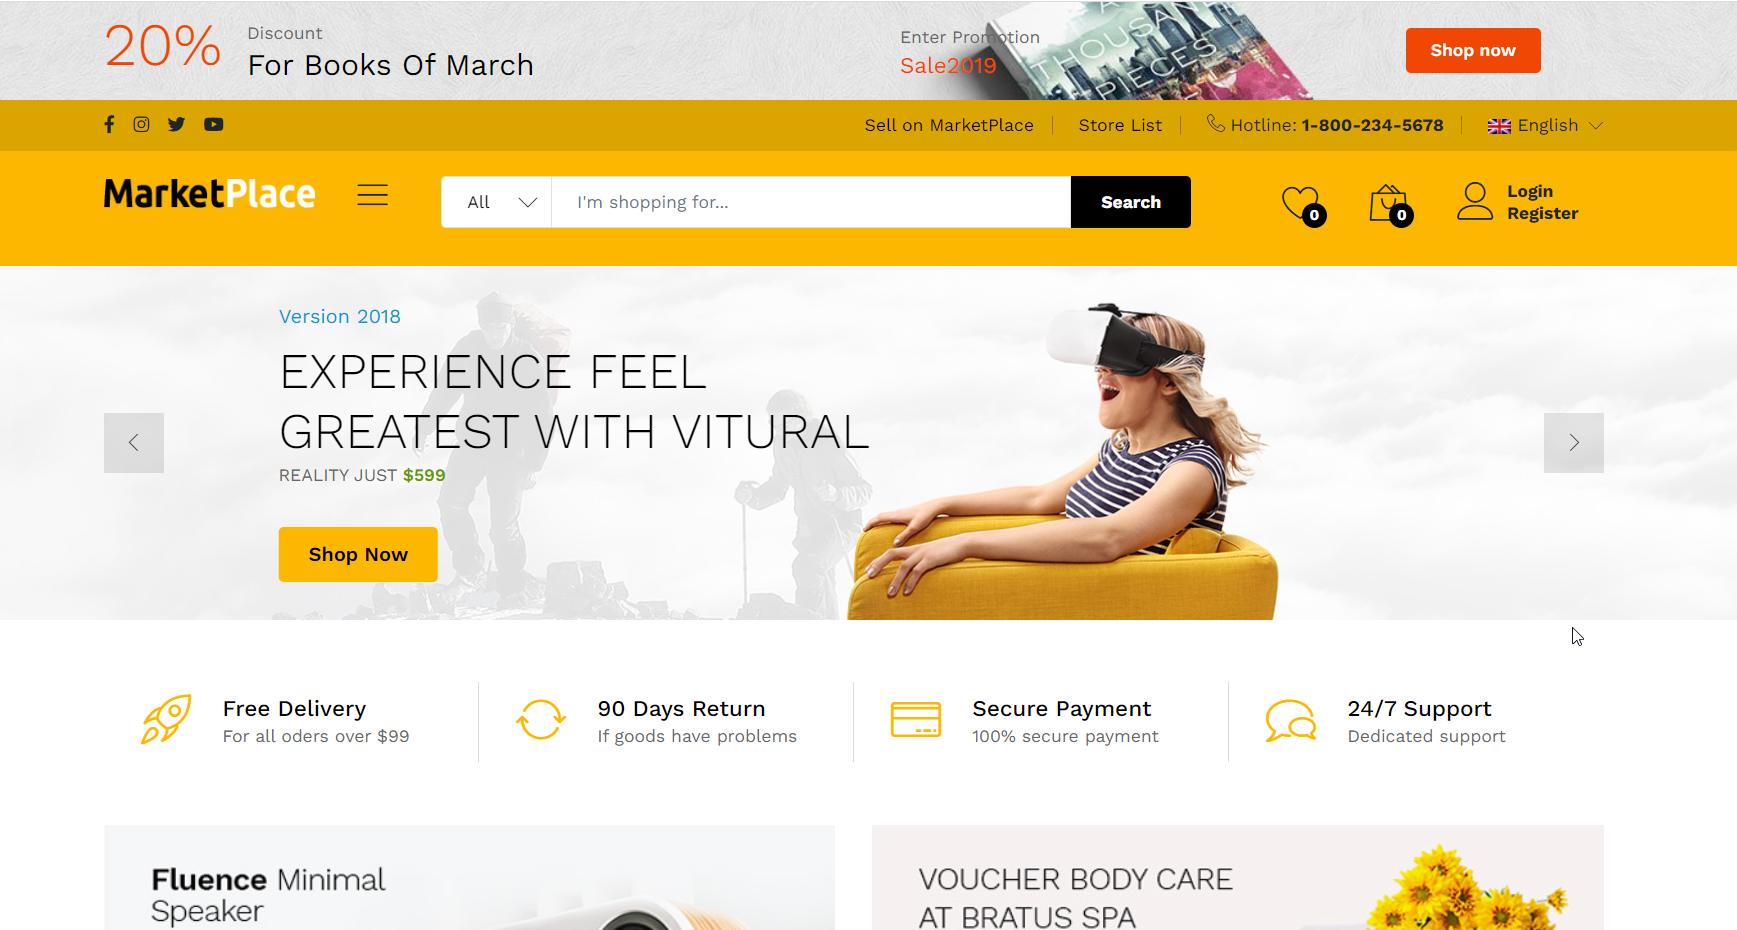 20%
Discount
For Books Of March
Enter Promotion
Sale2019
THOUSAND
PIECES
Shop now
Sell on MarketPlace
Store List
Hotline: 1-800-234-5678
English
MarketPlace
All
I'm shopping for...
Search
0
0
Login
Register
Version 2018
EXPERIENCE FEEL
GREATEST WITH VITURAL
REALITY JUST $599
Shop Now
Free Delivery
For all oders over $99
90 Days Return
If goods have problems
Secure Payment
100% secure payment
24/7 Support
Dedicated support
Fluence Minimal
Speaker
VOUCHER BODY CARE
AT BRATUS SPA